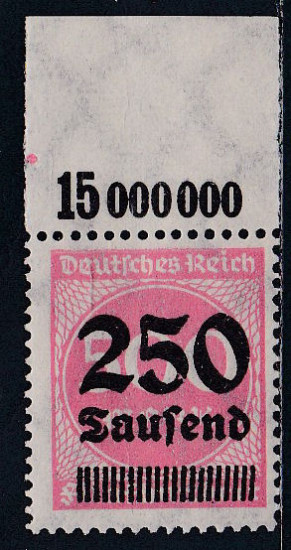 15000000
Deutsches Reich
250
Tausend